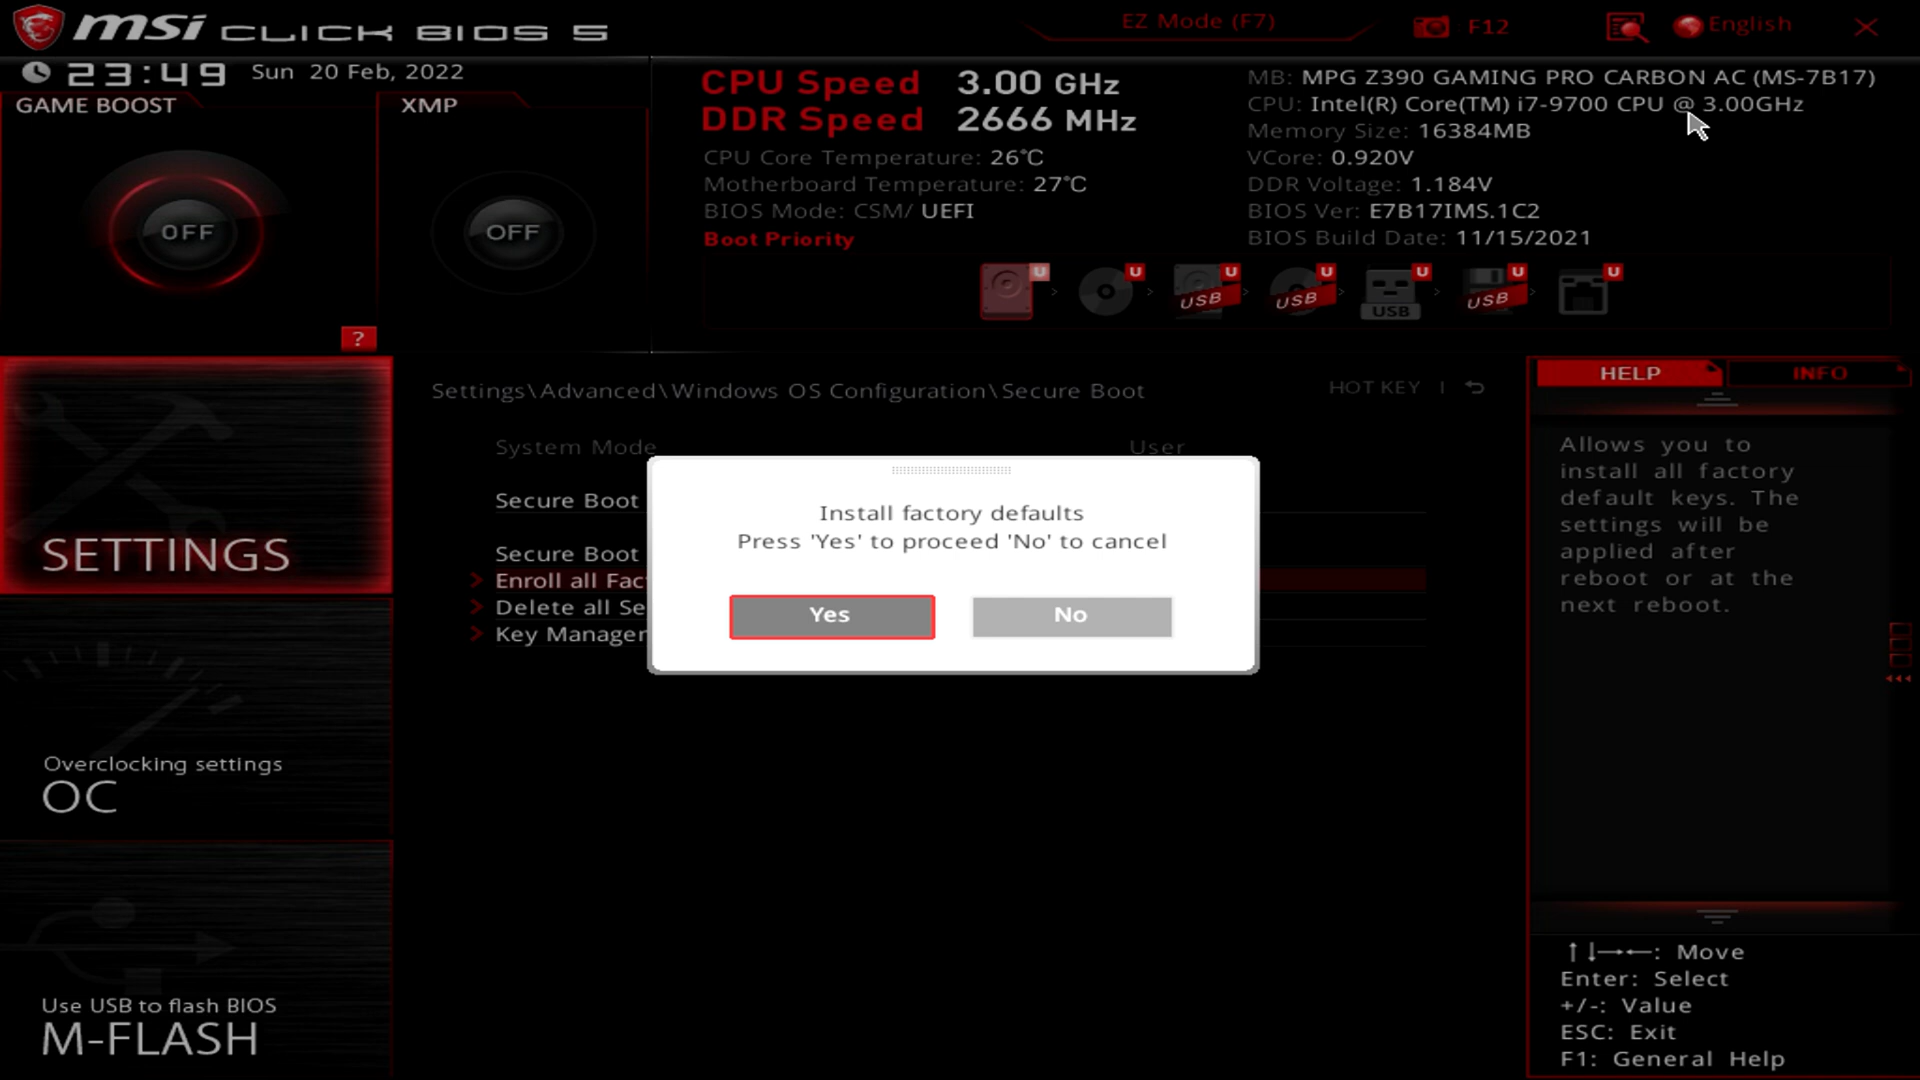 msi CLICK BIOS 5
EZ Mode (F7)
F12
English
23:49 Sun 20 Feb, 2022
GAME BOOST
XMP
OFF
OFF
?
CPU Speed 3.00 GHz
DDR Speed 2666 MHz
CPU Core Temperature: 26°C
Motherboard Temperature: 27°C
BIOS Mode: CSM/ UEFI
Boot Priority
MB: MPG Z390 GAMING PRO CARBON AC (MS-7B17)
CPU: Intel(R) Core(TM) i7-9700 CPU @ 3.00GHz
Memory Size: 16384MB
VCore: 0.920V
DDR Voltage: 1.184V
BIOS Ver: E7B17IMS.1C2
BIOS Build Date: 11/15/2021
U U U U U U U
USB USB USB USB
SETTINGS
Overclocking settings
OC
Use USB to flash BIOS
M-FLASH
Settings\Advanced\Windows OS Configuration\Secure Boot
HOT KEY |
System Mode User
Secure Boot
Secure Boot
> Enroll all Fac
> Delete all Se
> Key Manager
Install factory defaults
Press 'Yes' to proceed 'No' to cancel
Yes No
HELP INFO
Allows you to
install all factory
default keys. The
settings will be
applied after
reboot or at the
next reboot.
↑↓→←: Move
Enter: Select
+/-: Value
ESC: Exit
F1: General Help